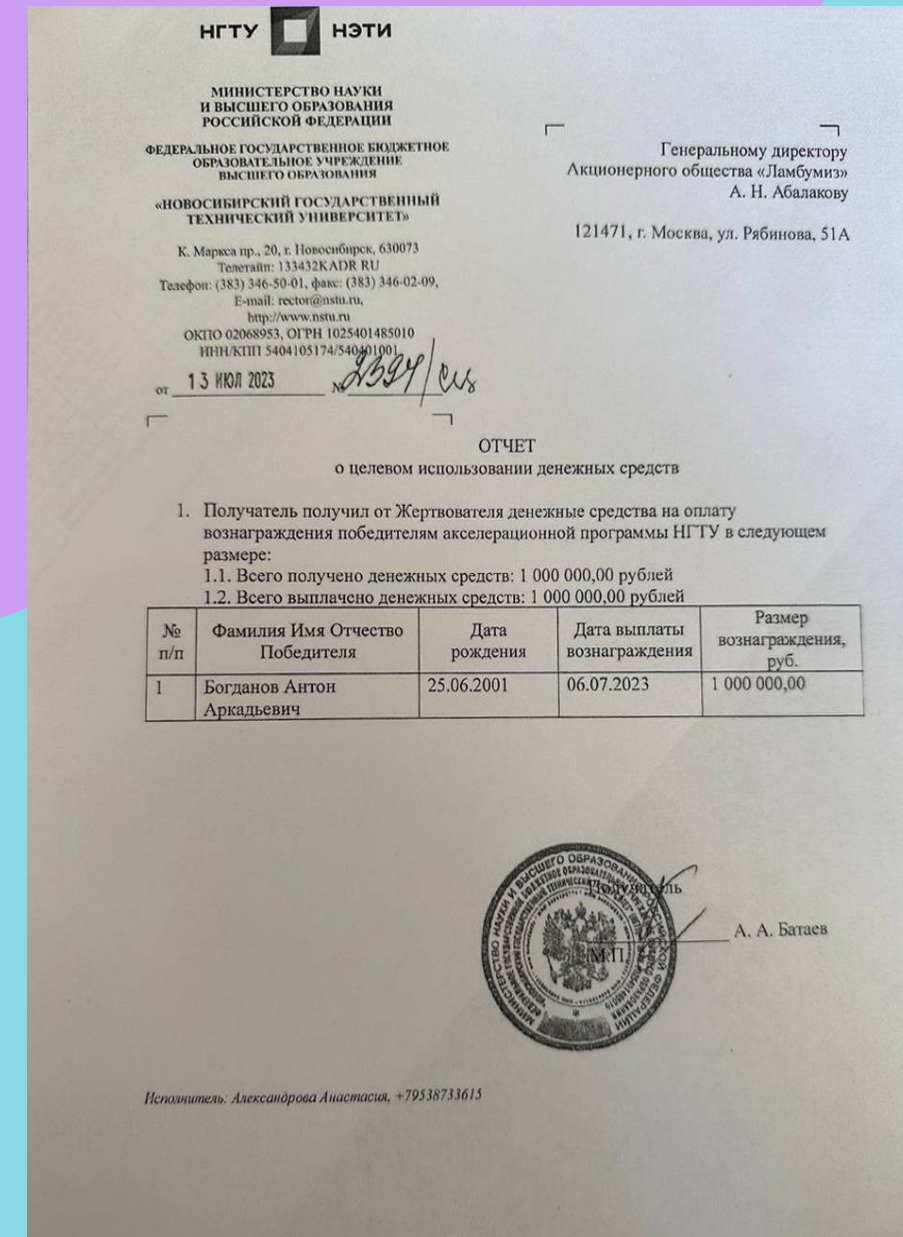 НГТУ НЭТИ
МИНИСТЕРСТВО НАУКИ
И ВЫСШЕГО ОБРАЗОВАНИЯ
РОССИЙСКОЙ ФЕДЕРАЦИИ
ФЕДЕРАЛЬНОЕ ГОСУДАРСТВЕННОЕ БЮДЖЕТНОЕ
ОБРАЗОВАТЕЛЬНОЕ УЧРЕЖДЕНИЕ
ВЫСШЕГО ОБРАЗОВАНИЯ
«НОВОСИБИРСКИЙ ГОСУДАРСТВЕННЫЙ
ТЕХНИЧЕСКИЙ УНИВЕРСИТЕТ»
К. Маркса пр., 20, г. Новосибирск, 630073
Телетайп: 133432KADR RU
Телефон: (383) 346-50-01, факс: (383) 346-02-09,
E-mail: rector@nstu.ru,
http://www.nstu.ru
ОКПО 02068953, ОГРН 1025401485010
ИНН/КПП 5404105174/540401001
от 13 ИЮЛ 2023 №
Генеральному директору
Акционерного общества «Ламбумиз»
А. Н. Абалакову
121471, г. Москва, ул. Рябинова, 51А
ОТЧЕТ
о целевом использовании денежных средств
1. Получатель получил от Жертвователя денежные средства на оплату
вознаграждения победителям акселерационной программы НГТУ в следующем
размере:
1.1. Всего получено денежных средств: 1 000 000,00 рублей
1.2. Всего выплачено денежных средств: 1 000 000,00 рублей
№ п/п Фамилия Имя Отчество Победителя Дата рождения Дата выплаты вознаграждения Размер вознаграждения, руб.
1 Богданов Антон Аркадьевич 25.06.2001 06.07.2023 1 000 000,00
Получатель
А. А. Батаев
М.П.
МИНИСТЕРСТВО НАУКИ И ВЫСШЕГО ОБРАЗОВАНИЯ РОССИЙСКОЙ ФЕДЕРАЦИИ
Исполнитель: Александрова Анастасия, +79538733615